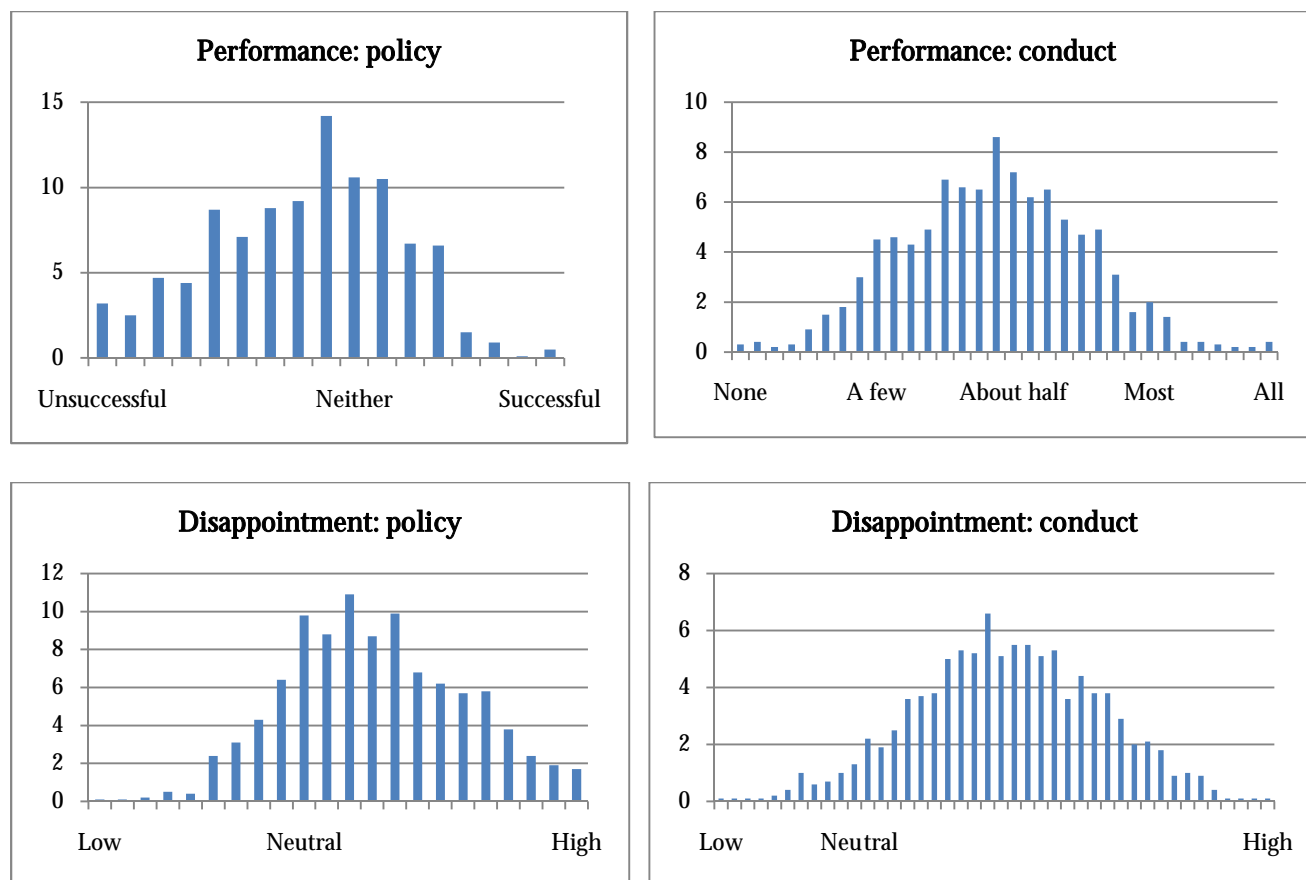 Performance: policy
15
10
5
0
Unsuccessful Neither Successful
Performance: conduct
10
8
6
4
2
0
None A few About half Most All
Disappointment: policy
12
10
8
6
4
2
0
Low Neutral High
Disappointment: conduct
8
6
4
2
0
Low Neutral High